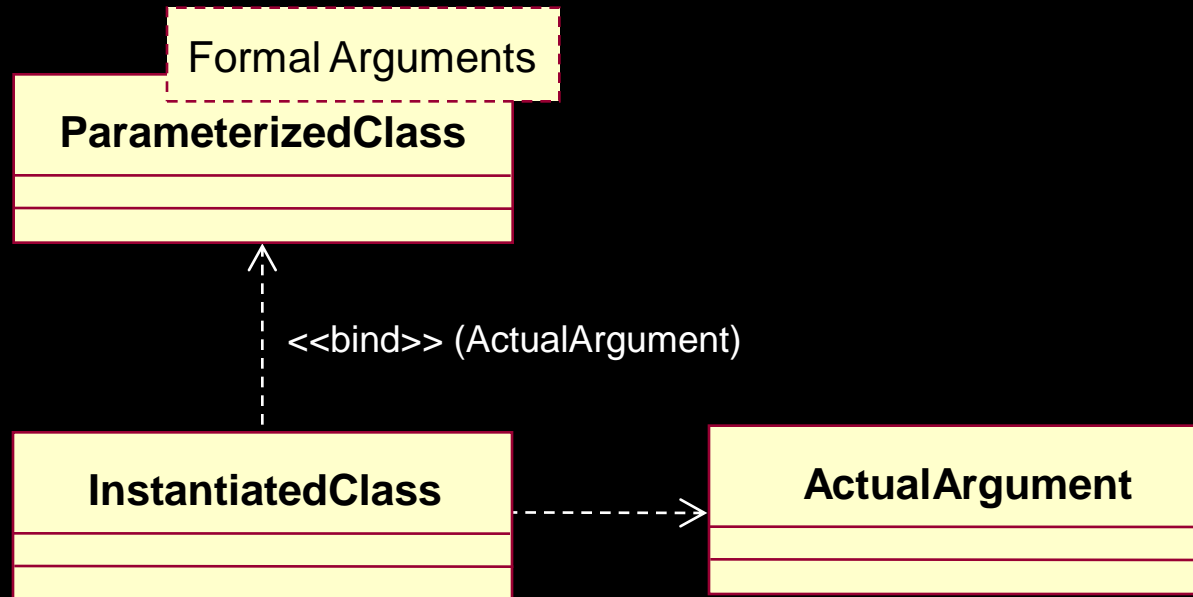 Formal Arguments
ParameterizedClass
<<bind>> (ActualArgument)
InstantiatedClass
ActualArgument